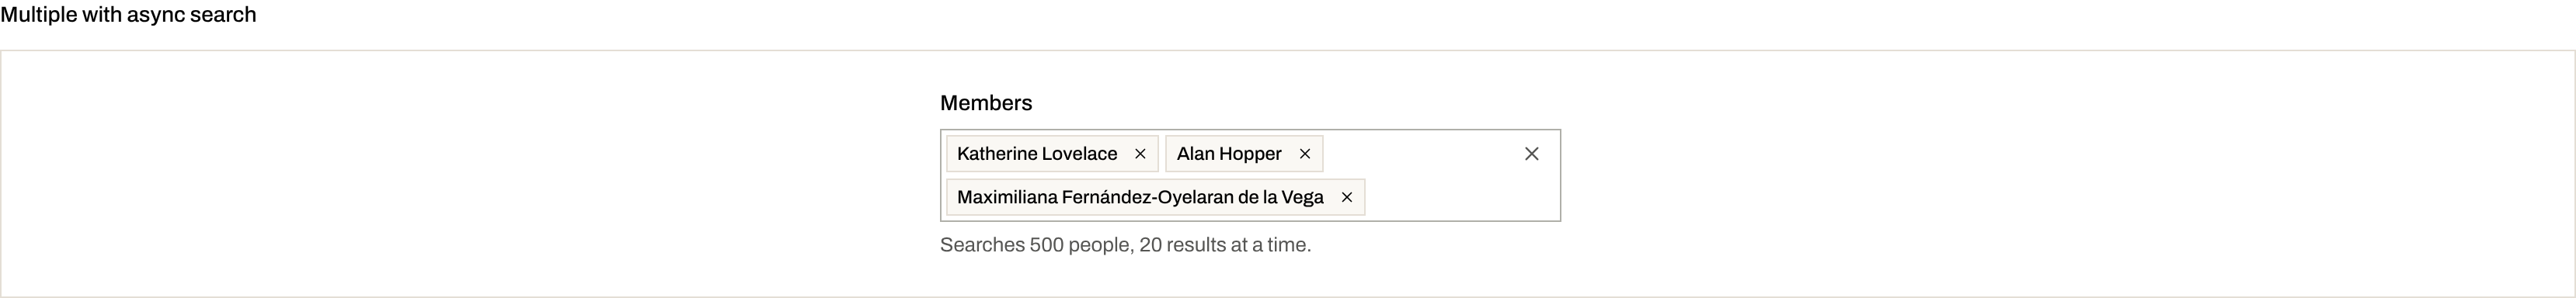 Multiple with async search
Members
Katherine Lovelace Alan Hopper
Maximiliana Fernández-Oyelaran de la Vega
Searches 500 people, 20 results at a time.